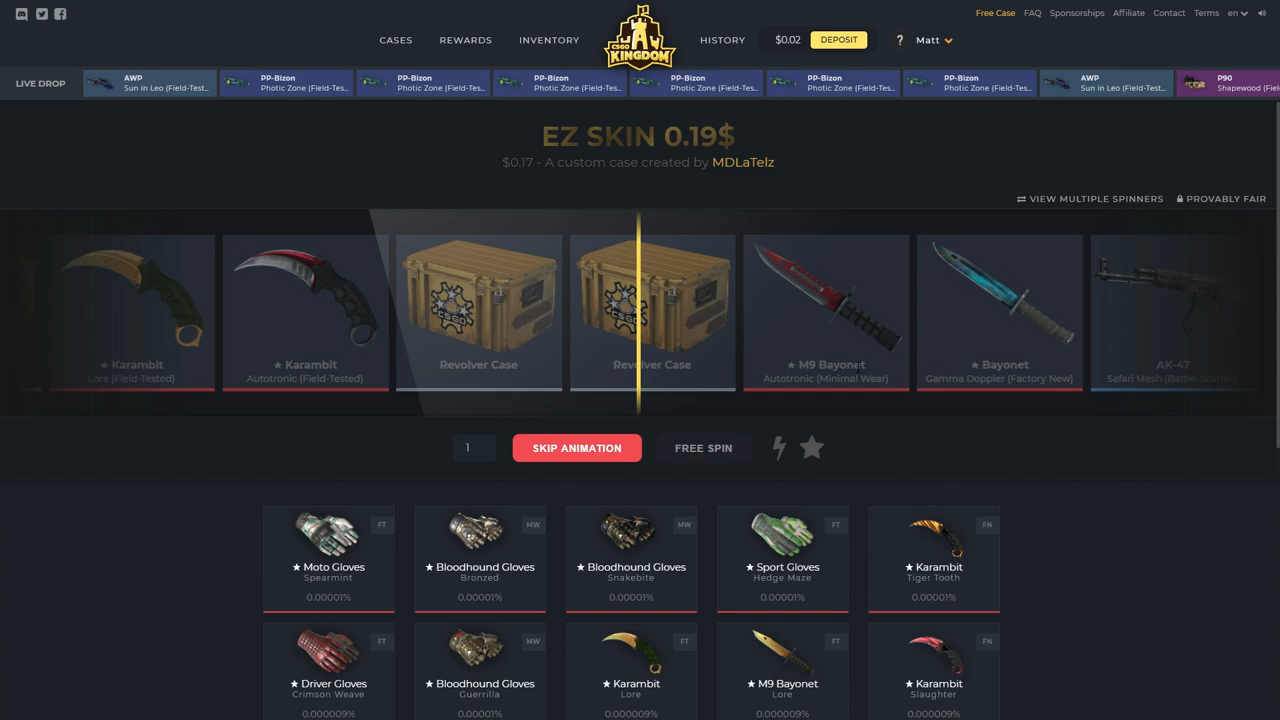 Free Case FAQ Sponsorships Affiliate Contact Terms en
CASES REWARDS INVENTORY CSGO KINGDOM HISTORY $0.02 DEPOSIT ? Matt
LIVE DROP
AWP
Sun in Leo (Field-Test...
PP-Bizon
Photic Zone (Field-Tes...
PP-Bizon
Photic Zone (Field-Tes...
PP-Bizon
Photic Zone (Field-Tes...
PP-Bizon
Photic Zone (Field-Tes...
PP-Bizon
Photic Zone (Field-Tes...
PP-Bizon
Photic Zone (Field-Tes...
AWP
Sun in Leo (Field-Test...
P90
Shapewood (Fiel
EZ SKIN 0.19$
$0.17 - A custom case created by MDLaTelz
VIEW MULTIPLE SPINNERS PROVABLY FAIR
★ Karambit
Lore (Field-Tested)
★ Karambit
Autotronic (Field-Tested)
CS:GO
Revolver Case
CS:GO
Revolver Case
★ M9 Bayonet
Autotronic (Minimal Wear)
★ Bayonet
Gamma Doppler (Factory New)
AK-47
Safari Mesh (Battle-Scarred)
1 SKIP ANIMATION FREE SPIN
FT
★ Moto Gloves
Spearmint
0.00001%
MW
★ Bloodhound Gloves
Bronzed
0.00001%
MW
★ Bloodhound Gloves
Snakebite
0.00001%
FT
★ Sport Gloves
Hedge Maze
0.00001%
FN
★ Karambit
Tiger Tooth
0.00001%
FT
★ Driver Gloves
Crimson Weave
0.000009%
MW
★ Bloodhound Gloves
Guerrilla
0.00001%
FT
★ Karambit
Lore
0.000009%
FT
★ M9 Bayonet
Lore
0.000009%
FN
★ Karambit
Slaughter
0.000009%